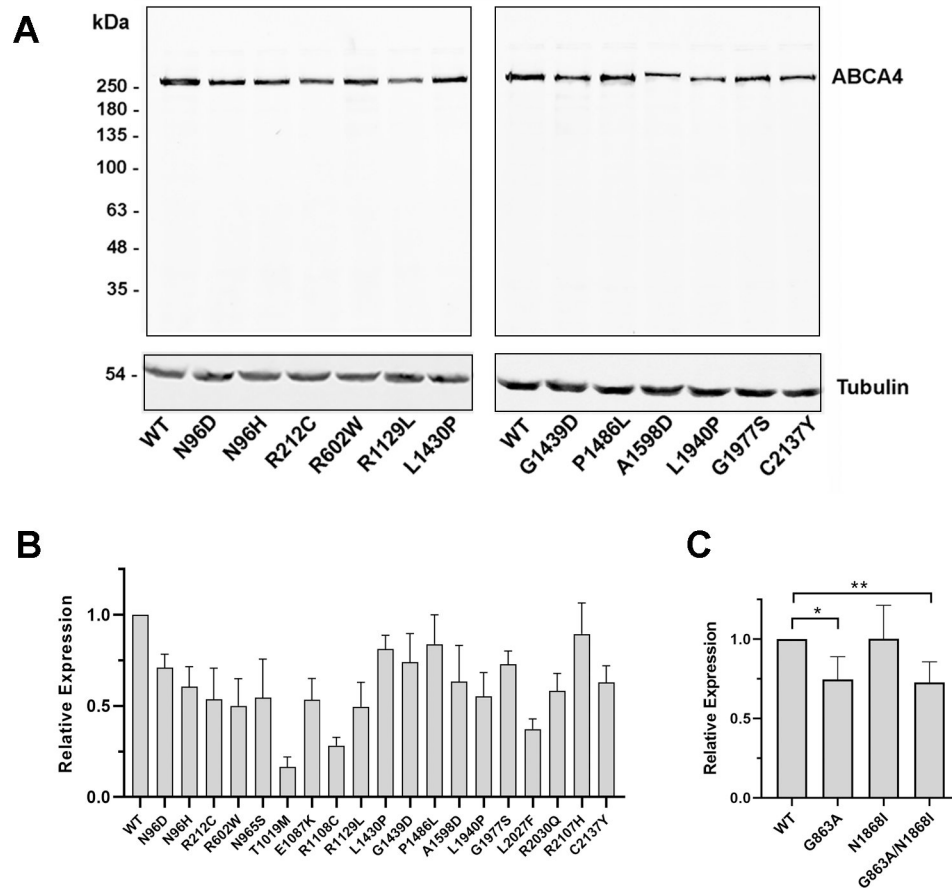 A
kDa
250 -
180 -
135 -
100 -
63 -
48 -
35 -
ABCA4
54 -
Tubulin
WT N96D N96H R212C R602W R1129L L1430P
WT G1439D P1486L A1598D L1940P G1977S C2137Y
B
Relative Expression
1.0
0.5
0.0
WT N96D N96H R212C R602W N965S T1019M E1087K R1108C R1129L L1430P G1439D P1486L A1598D L1940P G1977S L2027F R2030Q R2107H C2137Y
C
**
*
Relative Expression
1.0
0.5
0.0
WT G863A N1868I G863A/N1868I